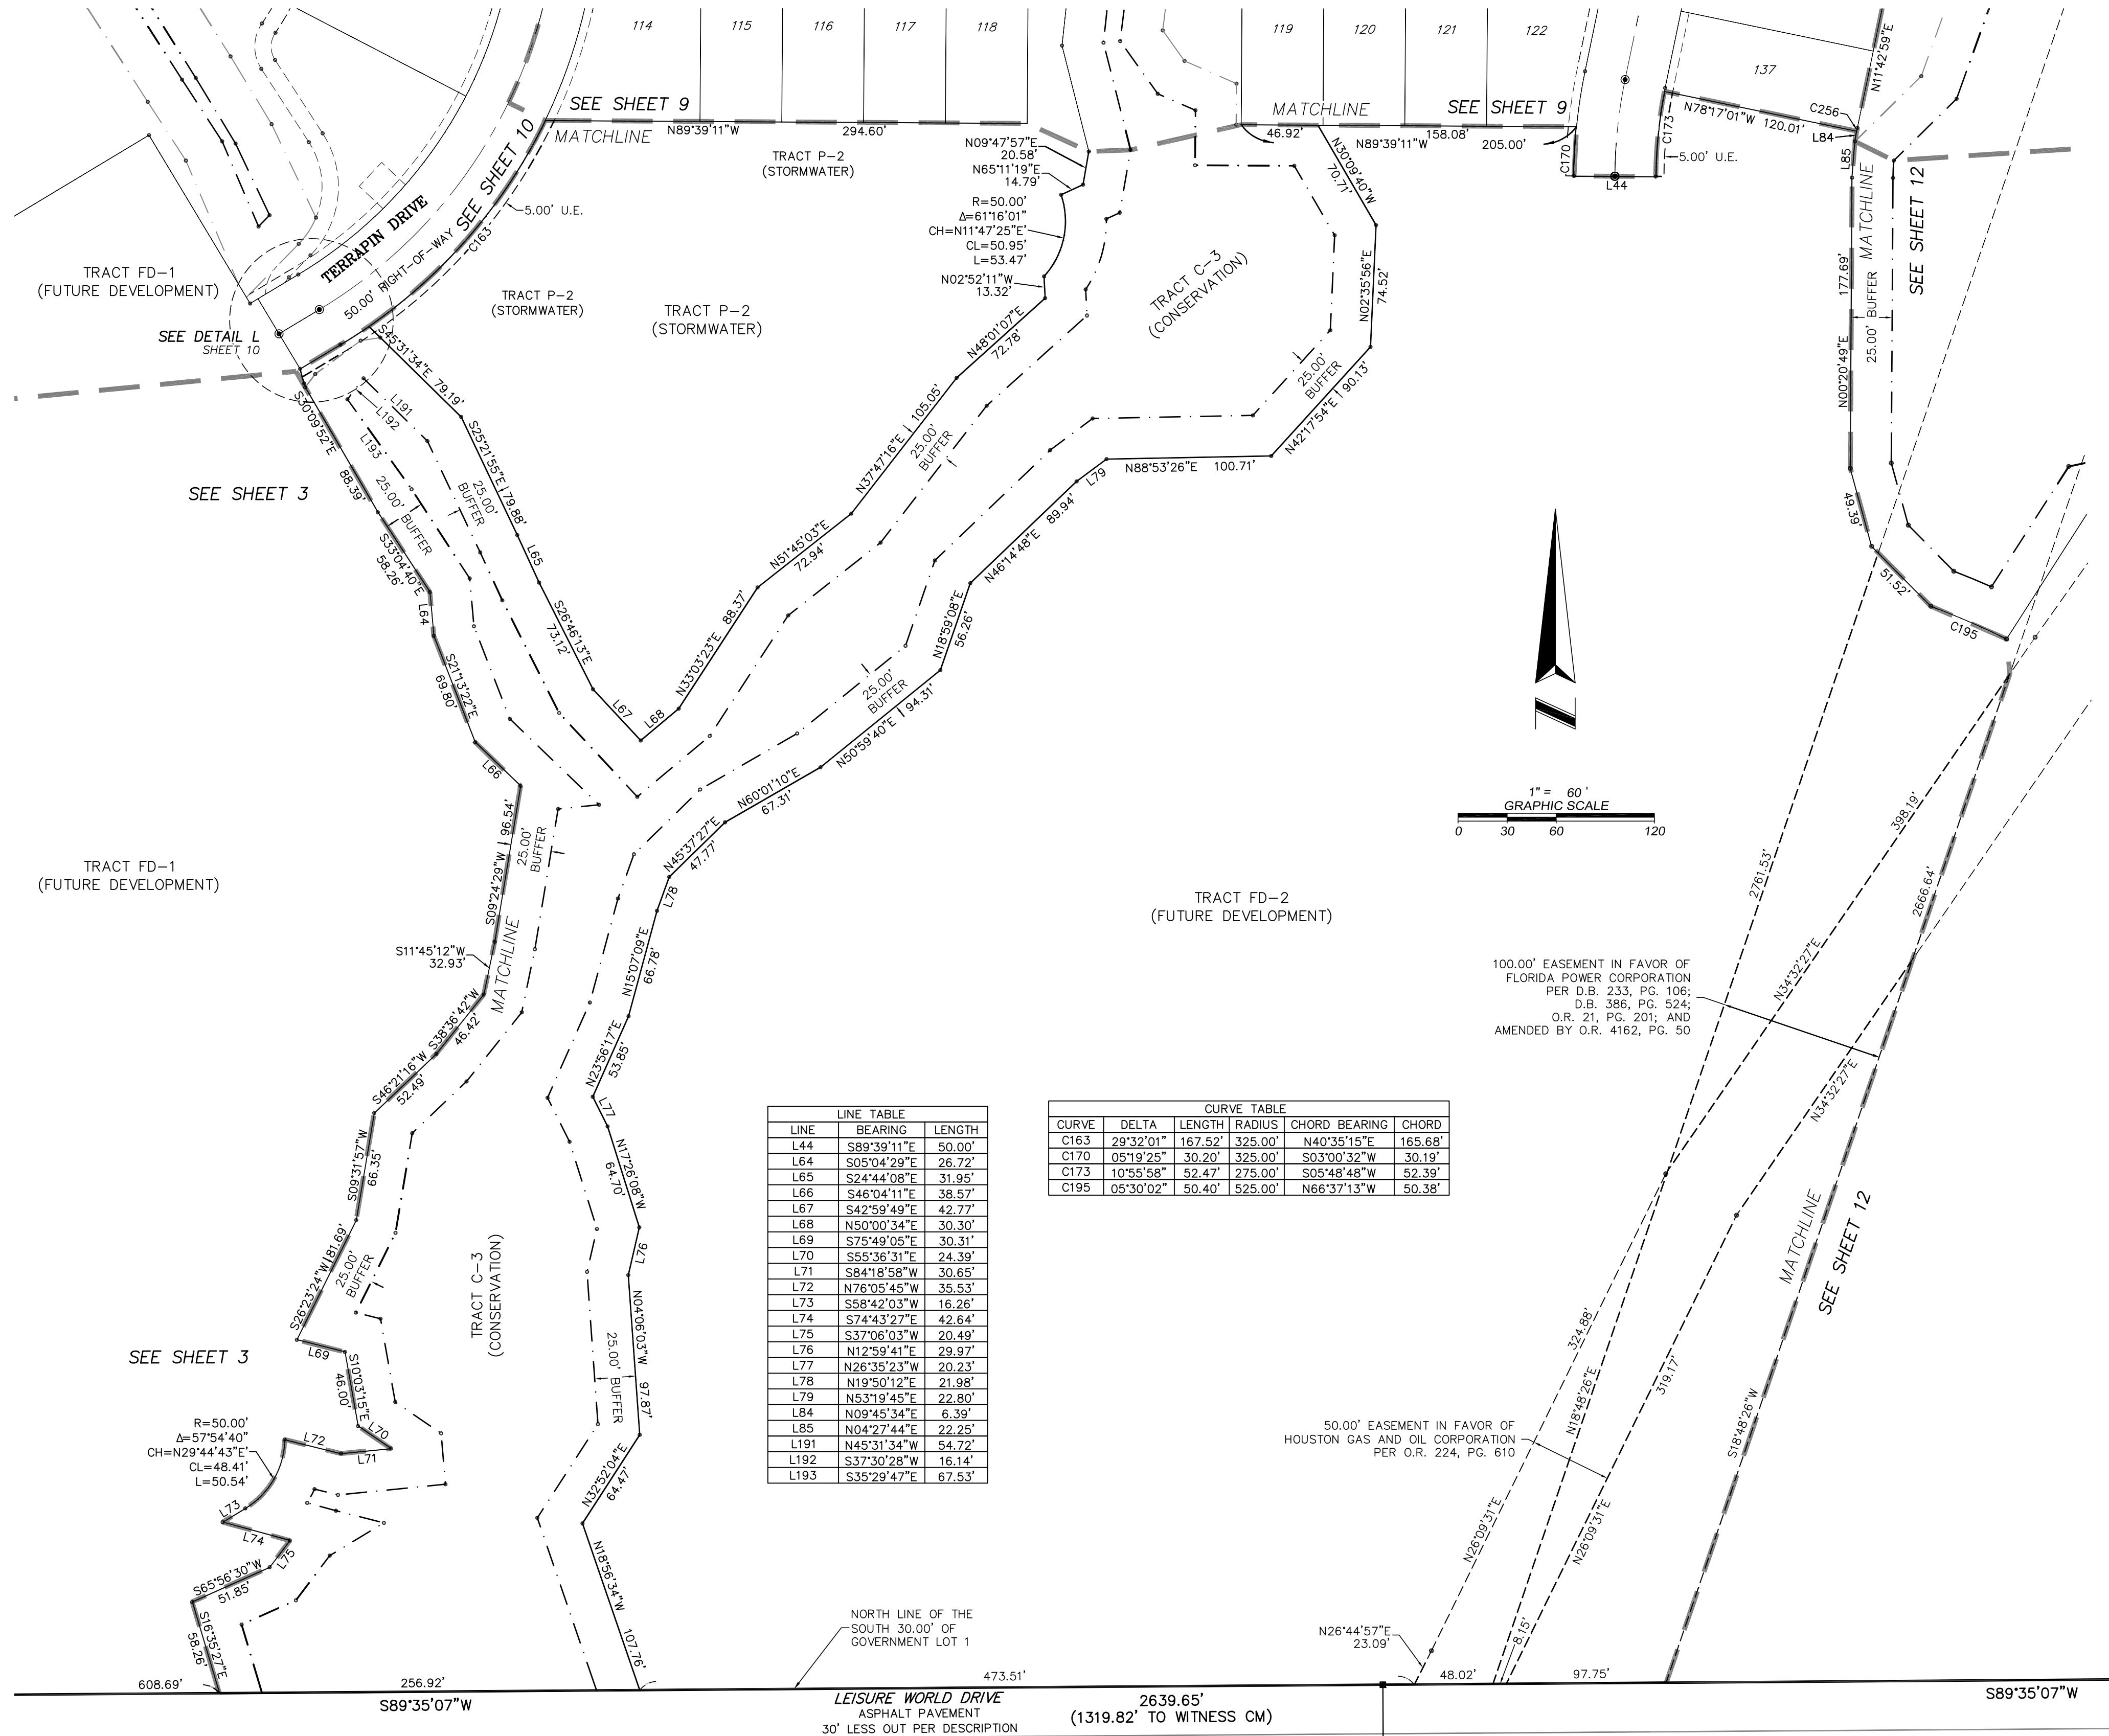 114
115
116
117
118
119
120
121
122
137
SEE SHEET 9
MATCHLINE
N89°39'11"W
294.60'
SEE SHEET 10
TRACT P-2
(STORMWATER)
N09°47'57"E
20.58'
N65°11'19"E
14.79'
R=50.00'
Δ=61°16'01"
CH=N11°47'25"E'
CL=50.95'
L=53.47'
N02°52'11"W
13.32'
MATCHLINE
SEE SHEET 9
46.92'
N89°39'11"W
158.08'
205.00'
N30°09'40"W
70.71'
C170
L44
C173
5.00' U.E.
N78°17'01"W 120.01'
C256
L84
L85
N11°42'59"E
MATCHLINE
SEE SHEET 12
177.69'
25.00' BUFFER
N00°20'49"E
49.39'
51.52'
C195
TERRAPIN DRIVE
50.00' RIGHT-OF-WAY
C163
5.00' U.E.
TRACT FD-1
(FUTURE DEVELOPMENT)
SEE DETAIL L
SHEET 10
TRACT P-2
(STORMWATER)
TRACT P-2
(STORMWATER)
TRACT C-3
(CONSERVATION)
N02°35'56"E
74.52'
25.00'
BUFFER
N42°17'54"E 90.13'
N88°53'26"E 100.71'
L79
N46°14'48"E 89.94'
N18°59'08"E
56.26'
25.00'
BUFFER
N50°59'40"E 94.31'
N60°01'10"E
67.31'
N45°37'27"E
47.77'
L78
N15°07'09"E
66.78'
N23°56'17"E
53.85'
L77
N17°26'08"W
64.70'
L76
N04°06'03"W 97.87'
25.00' BUFFER
N32°52'04"E
64.47'
N18°56'34"W 107.76'
N48°01'07"E
72.78'
N37°47'16"E 105.05'
25.00'
BUFFER
N51°45'03"E
72.94'
N33°03'23"E 88.37'
L68
L67
S26°46'13"E
73.12'
L65
S25°21'55"E 79.88'
25.00'
BUFFER
S45°31'34"E 79.19'
L191
L192
L193
25.00' BUFFER
S30°09'52"E
88.39'
SEE SHEET 3
S33°04'40"E
58.26'
L64
S21°13'22"E
69.80'
L66
S09°24'29"W 96.54'
25.00'
BUFFER
TRACT FD-1
(FUTURE DEVELOPMENT)
S11°45'12"W
32.93'
MATCHLINE
S38°36'42"W
46.42'
S46°21'16"W
52.49'
S09°31'57"W
66.35'
S26°23'24"W 81.69'
25.00'
BUFFER
TRACT C-3
(CONSERVATION)
SEE SHEET 3
L69
S10°03'15"E
46.00'
L70
L71
L72
R=50.00'
Δ=57°54'40"
CH=N29°44'43"E'
CL=48.41'
L=50.54'
L73
L74
L75
S65°56'30"W
51.85'
S16°35'27"E
58.26'
1" = 60 '
GRAPHIC SCALE
0 30 60 120
TRACT FD-2
(FUTURE DEVELOPMENT)
100.00' EASEMENT IN FAVOR OF
FLORIDA POWER CORPORATION
PER D.B. 233, PG. 106;
D.B. 386, PG. 524;
O.R. 21, PG. 201; AND
AMENDED BY O.R. 4162, PG. 50
2761.53'
398.19'
N34°32'27"E
2666.64'
N34°32'27"E
MATCHLINE
SEE SHEET 12
324.88'
N18°48'26"E
319.17'
S18°48'26"W
N26°09'31"E
N26°09'31"E
50.00' EASEMENT IN FAVOR OF
HOUSTON GAS AND OIL CORPORATION
PER O.R. 224, PG. 610
LINE TABLE
LINE BEARING LENGTH
L44 S89°39'11"E 50.00'
L64 S05°04'29"E 26.72'
L65 S24°44'08"E 31.95'
L66 S46°04'11"E 38.57'
L67 S42°59'49"E 42.77'
L68 N50°00'34"E 30.30'
L69 S75°49'05"E 30.31'
L70 S55°36'31"E 24.39'
L71 S84°18'58"W 30.65'
L72 N76°05'45"W 35.53'
L73 S58°42'03"W 16.26'
L74 S74°43'27"E 42.64'
L75 S37°06'03"W 20.49'
L76 N12°59'41"E 29.97'
L77 N26°35'23"W 20.23'
L78 N19°50'12"E 21.98'
L79 N53°19'45"E 22.80'
L84 N09°45'34"E 6.39'
L85 N04°27'44"E 22.25'
L191 N45°31'34"W 54.72'
L192 S37°30'28"W 16.14'
L193 S35°29'47"E 67.53'
CURVE TABLE
CURVE DELTA LENGTH RADIUS CHORD BEARING CHORD
C163 29°32'01" 167.52' 325.00' N40°35'15"E 165.68'
C170 05°19'25" 30.20' 325.00' S03°00'32"W 30.19'
C173 10°55'58" 52.47' 275.00' S05°48'48"W 52.39'
C195 05°30'02" 50.40' 525.00' N66°37'13"W 50.38'
NORTH LINE OF THE
SOUTH 30.00' OF
GOVERNMENT LOT 1
N26°44'57"E
23.09'
8.15'
608.69'
256.92'
473.51'
48.02'
97.75'
S89°35'07"W
LEISURE WORLD DRIVE
ASPHALT PAVEMENT
30' LESS OUT PER DESCRIPTION
2639.65'
(1319.82' TO WITNESS CM)
S89°35'07"W